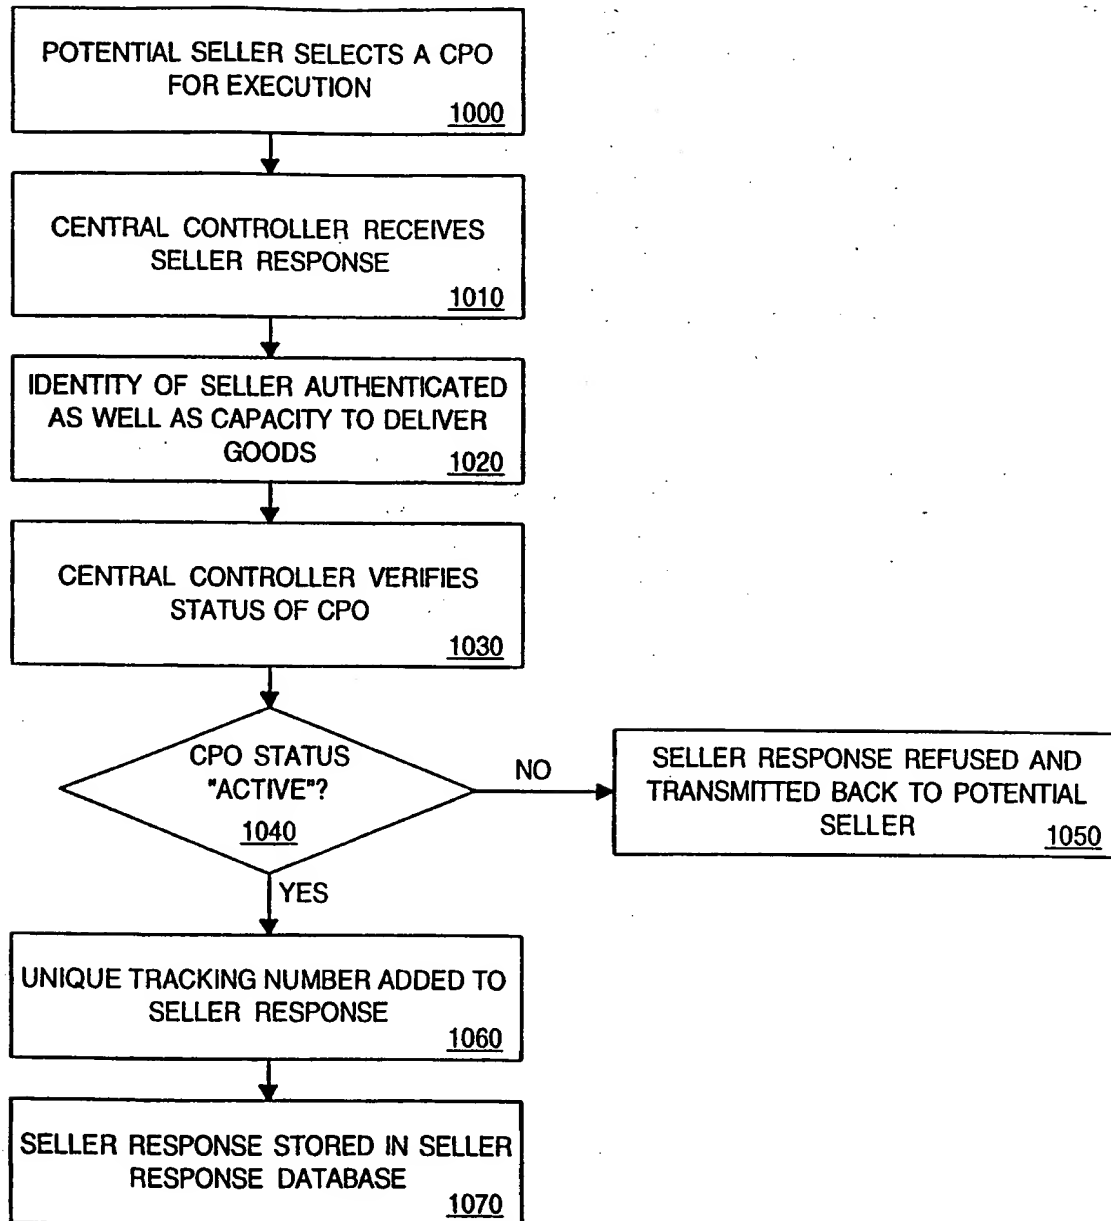 POTENTIAL SELLER SELECTS A CPO
FOR EXECUTION
1000
CENTRAL CONTROLLER RECEIVES
SELLER RESPONSE
1010
IDENTITY OF SELLER AUTHENTICATED
AS WELL AS CAPACITY TO DELIVER
GOODS
1020
CENTRAL CONTROLLER VERIFIES
STATUS OF CPO
1030
CPO STATUS
"ACTIVE"?
1040
NO
SELLER RESPONSE REFUSED AND
TRANSMITTED BACK TO POTENTIAL
SELLER
1050
YES
UNIQUE TRACKING NUMBER ADDED TO
SELLER RESPONSE
1060
SELLER RESPONSE STORED IN SELLER
RESPONSE DATABASE
1070